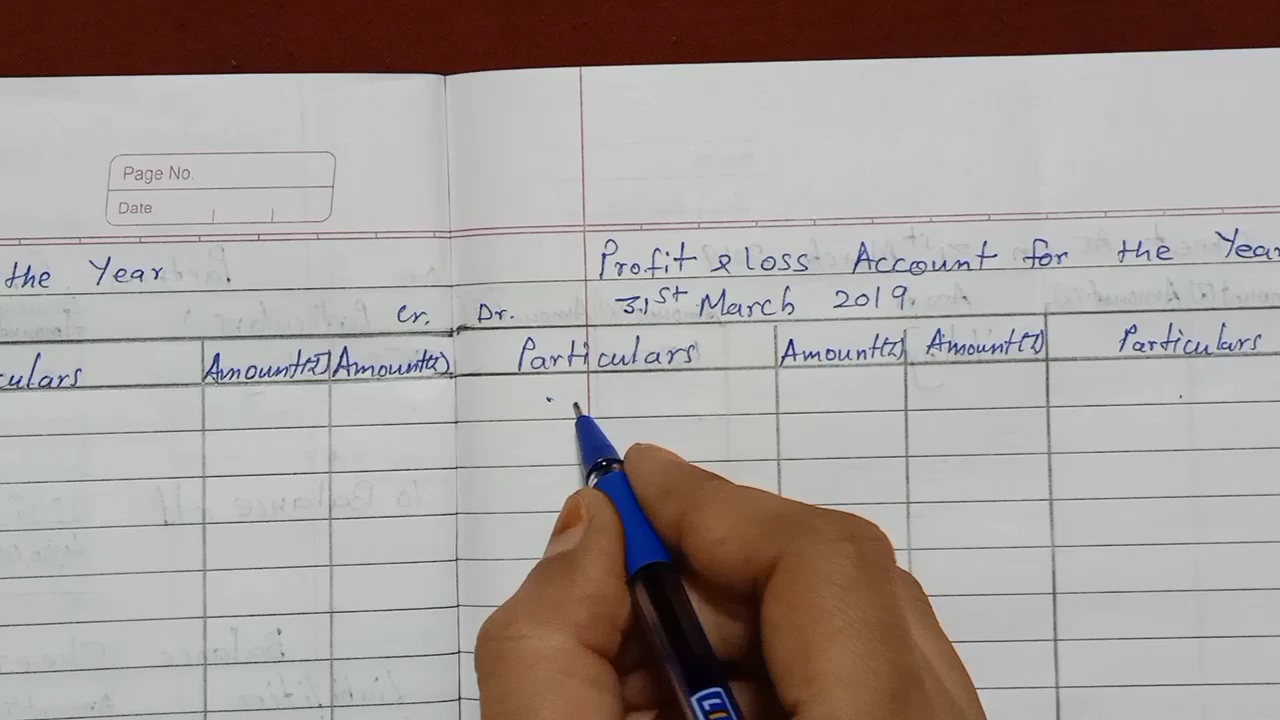 Page No.
Date
the Year
Profit & loss Account for the Year
Cr.
Dr.
31st March 2019.
culars
Amount(₹)
Amount(₹)
Particulars
Amount(₹)
Amount(₹)
Particulars